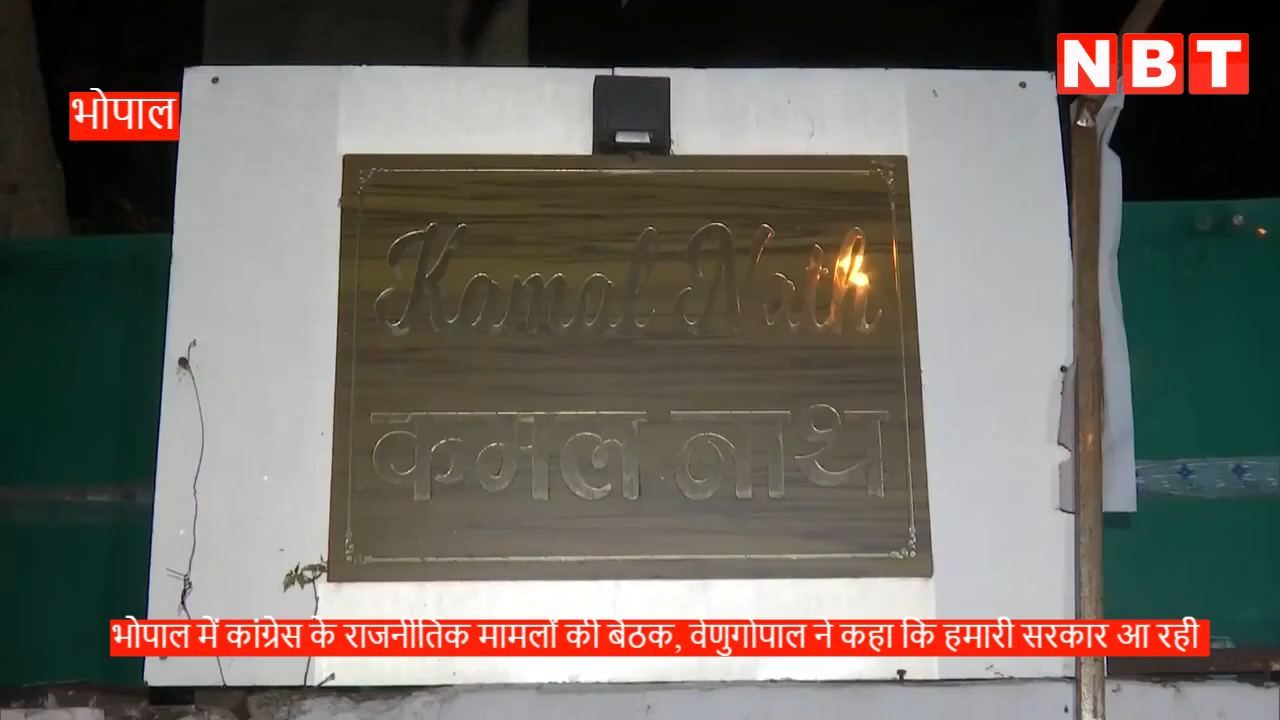 NBT
भोपाल
Kamal Nath
कमल नाथ
भोपाल में कांग्रेस के राजनीतिक मामलों की बैठक, वेणुगोपाल ने कहा कि हमारी सरकार आ रही